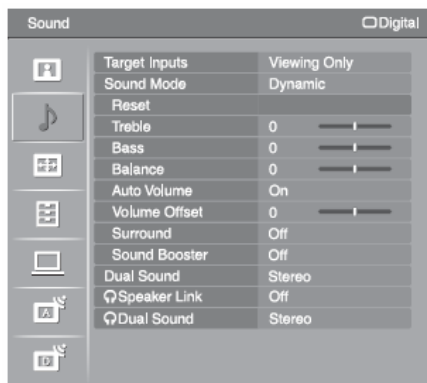 Sound Digital
Target Inputs Viewing Only
Sound Mode Dynamic
Reset
Treble 0
Bass 0
Balance 0
Auto Volume On
Volume Offset 0
Surround Off
Sound Booster Off
Dual Sound Stereo
Speaker Link Off
Dual Sound Stereo
A
D